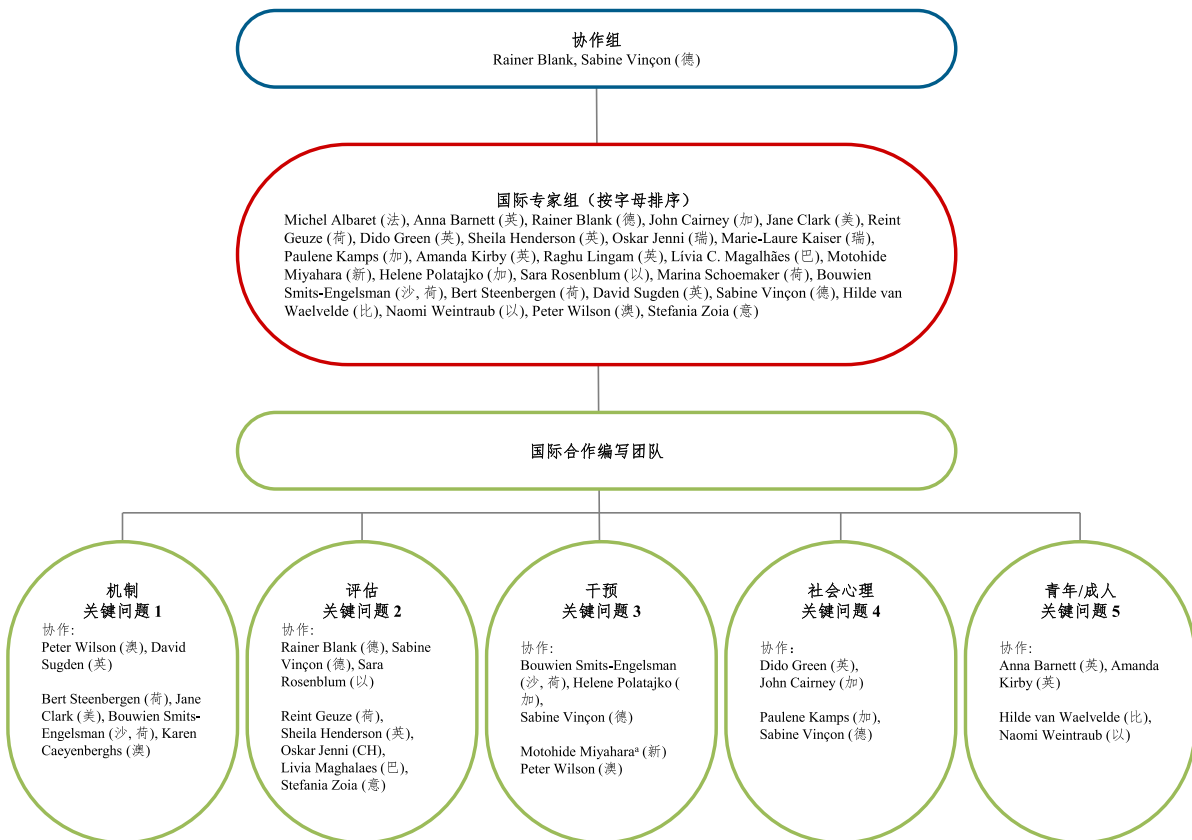 协作组
Rainer Blank, Sabine Vinçon (德)
国际专家组（按字母排序）
Michel Albaret (法), Anna Barnett (英), Rainer Blank (德), John Cairney (加), Jane Clark (美), Reint
Geuze (荷), Dido Green (英), Sheila Henderson (英), Oskar Jenni (瑞), Marie-Laure Kaiser (瑞),
Paulene Kamps (加), Amanda Kirby (英), Raghu Lingam (英), Lívia C. Magalhães (巴), Motohide
Miyahara (新), Helene Polatajko (加), Sara Rosenblum (以), Marina Schoemaker (荷), Bouwien
Smits-Engelsman (沙, 荷), Bert Steenbergen (荷), David Sugden (英), Sabine Vinçon (德), Hilde van
Waelvelde (比), Naomi Weintraub (以), Peter Wilson (澳), Stefania Zoia (意)
国际合作编写团队
机制
关键问题 1
协作:
Peter Wilson (澳), David
Sugden (英)
Bert Steenbergen (荷), Jane
Clark (美), Bouwien Smits-
Engelsman (沙, 荷), Karen
Caeyenberghs (澳)
评估
关键问题 2
协作:
Rainer Blank (德), Sabine
Vinçon (德), Sara
Rosenblum (以)
Reint Geuze (荷),
Sheila Henderson (英),
Oskar Jenni (CH),
Livia Maghalaes (巴),
Stefania Zoia (意)
干预
关键问题 3
协作:
Bouwien Smits-Engelsman
(沙, 荷), Helene Polatajko (
加),
Sabine Vinçon (德)
Motohide Miyaharaª (新)
Peter Wilson (澳)
社会心理
关键问题 4
协作：
Dido Green (英),
John Cairney (加)
Paulene Kamps (加),
Sabine Vinçon (德)
青年/成人
关键问题 5
协作:
Anna Barnett (英), Amanda
Kirby (英)
Hilde van Waelvelde (比),
Naomi Weintraub (以)